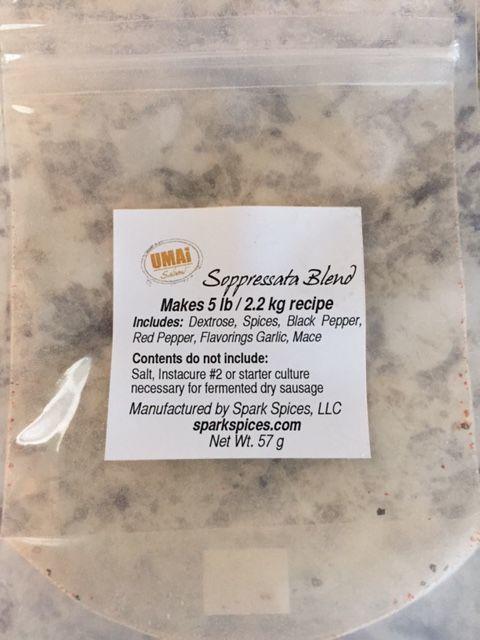 UMAi
Salumi
Soppressata Blend
Makes 5 lb / 2.2 kg recipe
Includes: Dextrose, Spices, Black Pepper,
Red Pepper, Flavorings Garlic, Mace
Contents do not include:
Salt, Instacure #2 or starter culture
necessary for fermented dry sausage
Manufactured by Spark Spices, LLC
sparkspices.com
Net Wt. 57 g